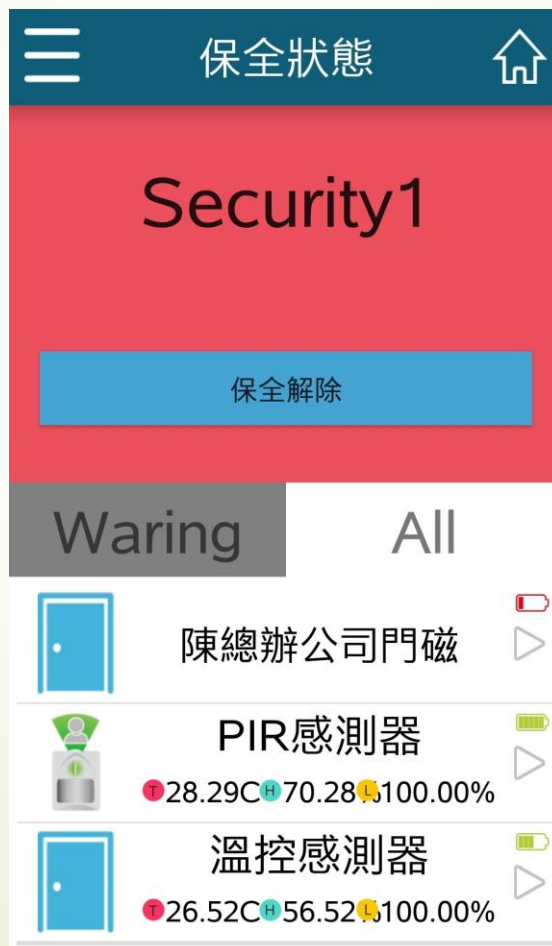 保全狀態
Security1
保全解除
Waring
All
陳總辦公司門磁
PIR感測器
T 28.29C H 70.28% L 100.00%
溫控感測器
T 26.52C H 56.52% L 100.00%